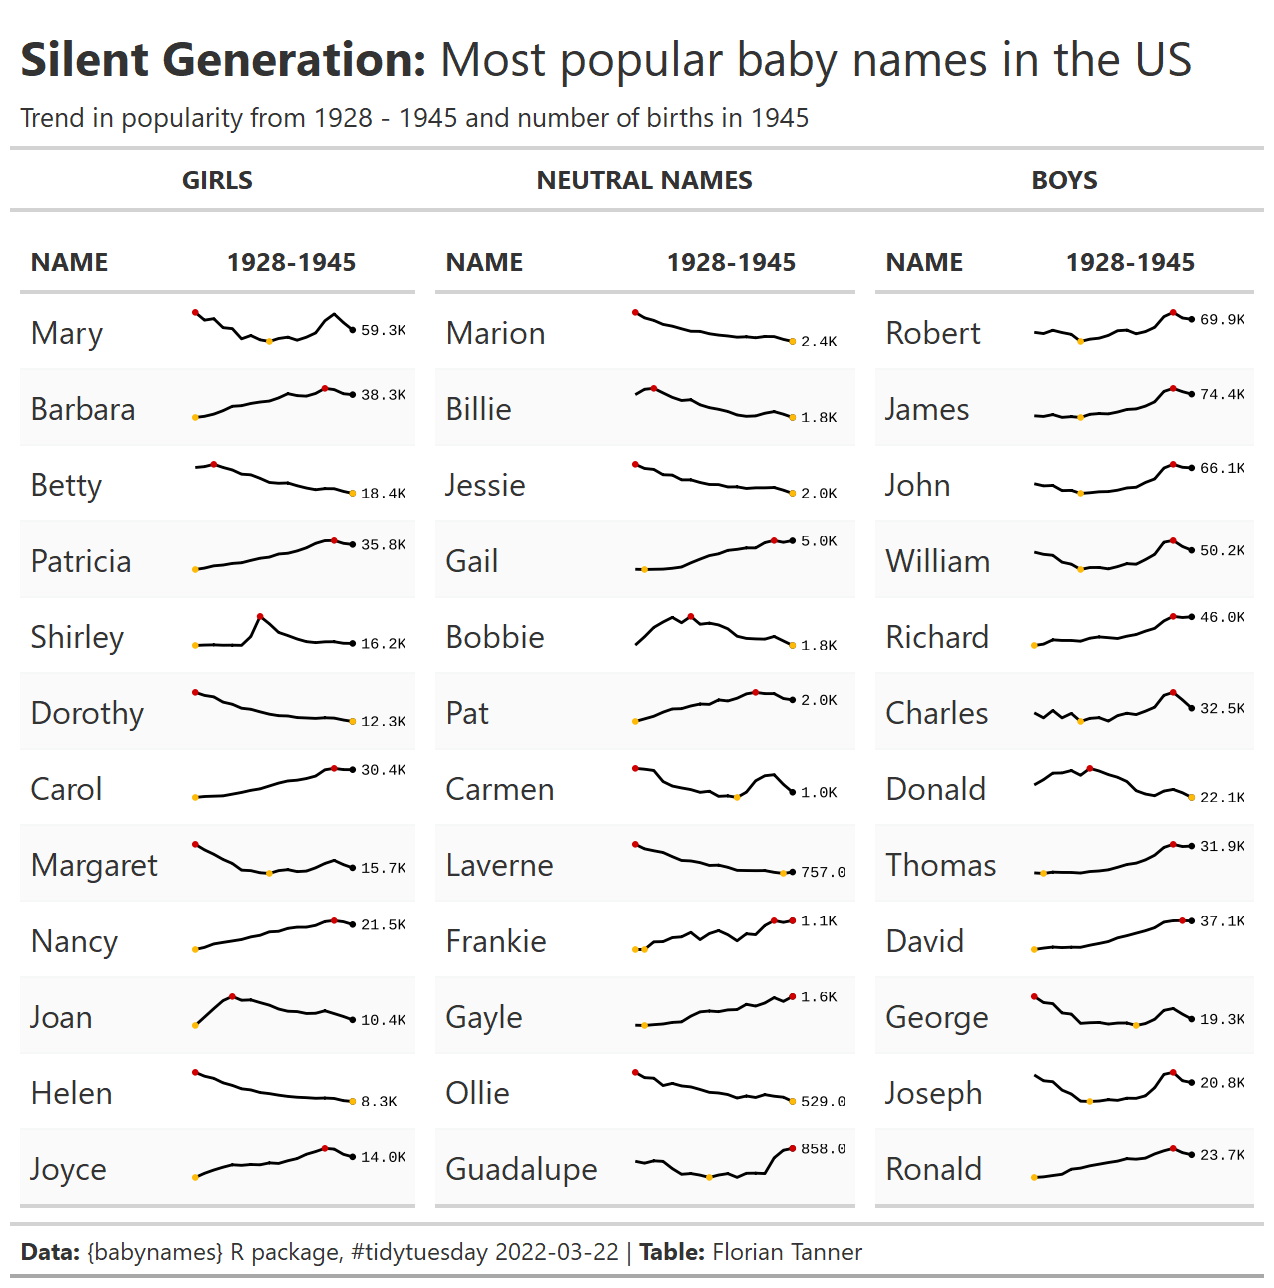 Silent Generation: Most popular baby names in the US
Trend in popularity from 1928 - 1945 and number of births in 1945
GIRLS NEUTRAL NAMES BOYS
NAME 1928-1945 NAME 1928-1945 NAME 1928-1945
Mary 59.3K Marion 2.4K Robert 69.9K
Barbara 38.3K Billie 1.8K James 74.4K
Betty 18.4K Jessie 2.0K John 66.1K
Patricia 35.8K Gail 5.0K William 50.2K
Shirley 16.2K Bobbie 1.8K Richard 46.0K
Dorothy 12.3K Pat 2.0K Charles 32.5K
Carol 30.4K Carmen 1.0K Donald 22.1K
Margaret 15.7K Laverne 757.0 Thomas 31.9K
Nancy 21.5K Frankie 1.1K David 37.1K
Joan 10.4K Gayle 1.6K George 19.3K
Helen 8.3K Ollie 529.0 Joseph 20.8K
Joyce 14.0K Guadalupe 858.0 Ronald 23.7K
Data: {babynames} R package, #tidytuesday 2022-03-22 | Table: Florian Tanner